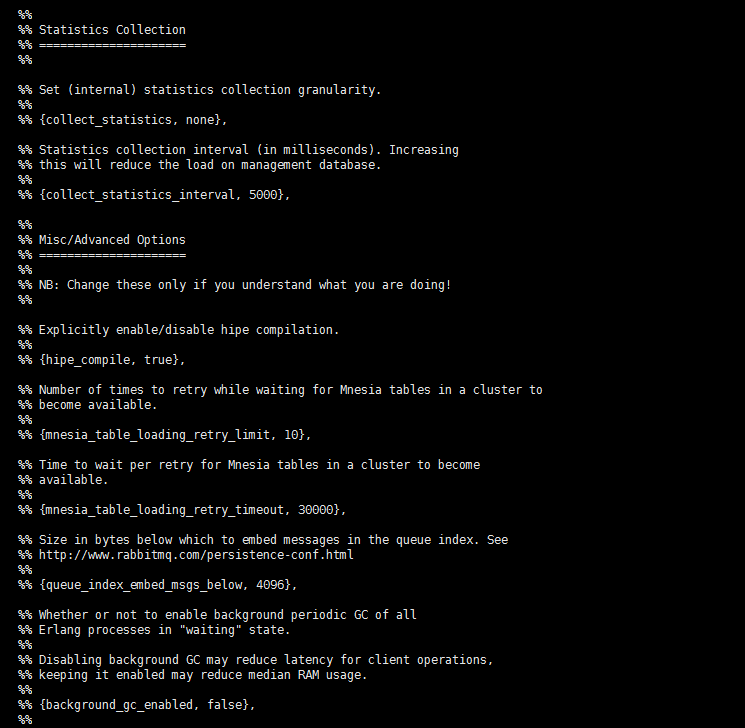 %%
%% Statistics Collection
%% =====================
%%
%% Set (internal) statistics collection granularity.
%%
%% {collect_statistics, none},
%% Statistics collection interval (in milliseconds). Increasing
%% this will reduce the load on management database.
%%
%% {collect_statistics_interval, 5000},
%%
%% Misc/Advanced Options
%% =====================
%%
%% NB: Change these only if you understand what you are doing!
%%
%% Explicitly enable/disable hipe compilation.
%%
%% {hipe_compile, true},
%% Number of times to retry while waiting for Mnesia tables in a cluster to
%% become available.
%%
%% {mnesia_table_loading_retry_limit, 10},
%% Time to wait per retry for Mnesia tables in a cluster to become
%% available.
%%
%% {mnesia_table_loading_retry_timeout, 30000},
%% Size in bytes below which to embed messages in the queue index. See
%% http://www.rabbitmq.com/persistence-conf.html
%%
%% {queue_index_embed_msgs_below, 4096},
%% Whether or not to enable background periodic GC of all
%% Erlang processes in "waiting" state.
%%
%% Disabling background GC may reduce latency for client operations,
%% keeping it enabled may reduce median RAM usage.
%%
%% {background_gc_enabled, false},
%%